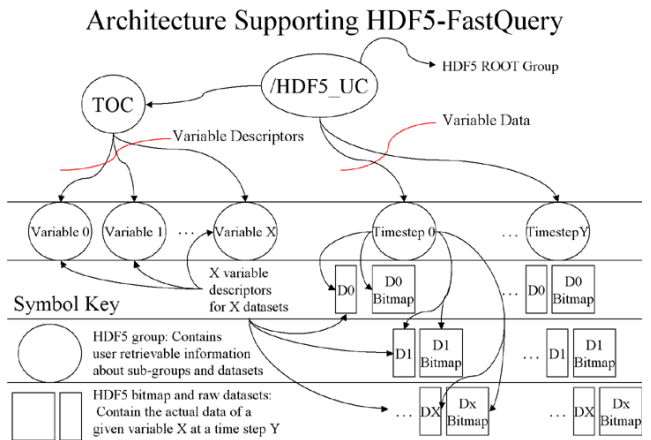 Architecture Supporting HDF5-FastQuery
/HDF5_UC
HDF5 ROOT Group
TOC
Variable Descriptors
Variable Data
Variable 0
Variable 1
...
Variable X
Timestep 0
...
TimestepY
X variable
descriptors
for X datasets
D0
D0
Bitmap
...
D0
D0
Bitmap
Symbol Key
HDF5 group: Contains
user retrievable information
about sub-groups and datasets
D1
D1
Bitmap
...
D1
D1
Bitmap
HDF5 bitmap and raw datasets:
Contain the actual data of a
given variable X at a time step Y
...
DX
Dx
Bitmap
...
DX
Dx
Bitmap